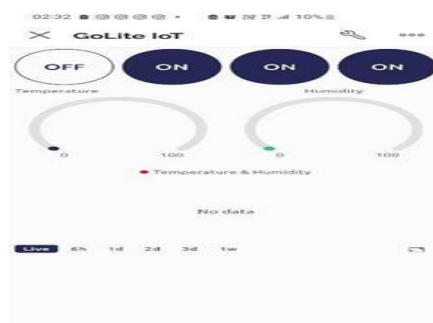 02:32 10%
GoLite IoT
OFF ON ON ON
Temperature Humidity
0 100 0 100
Temperature & Humidity
No data
Live 6h 1d 2d 3d 1w